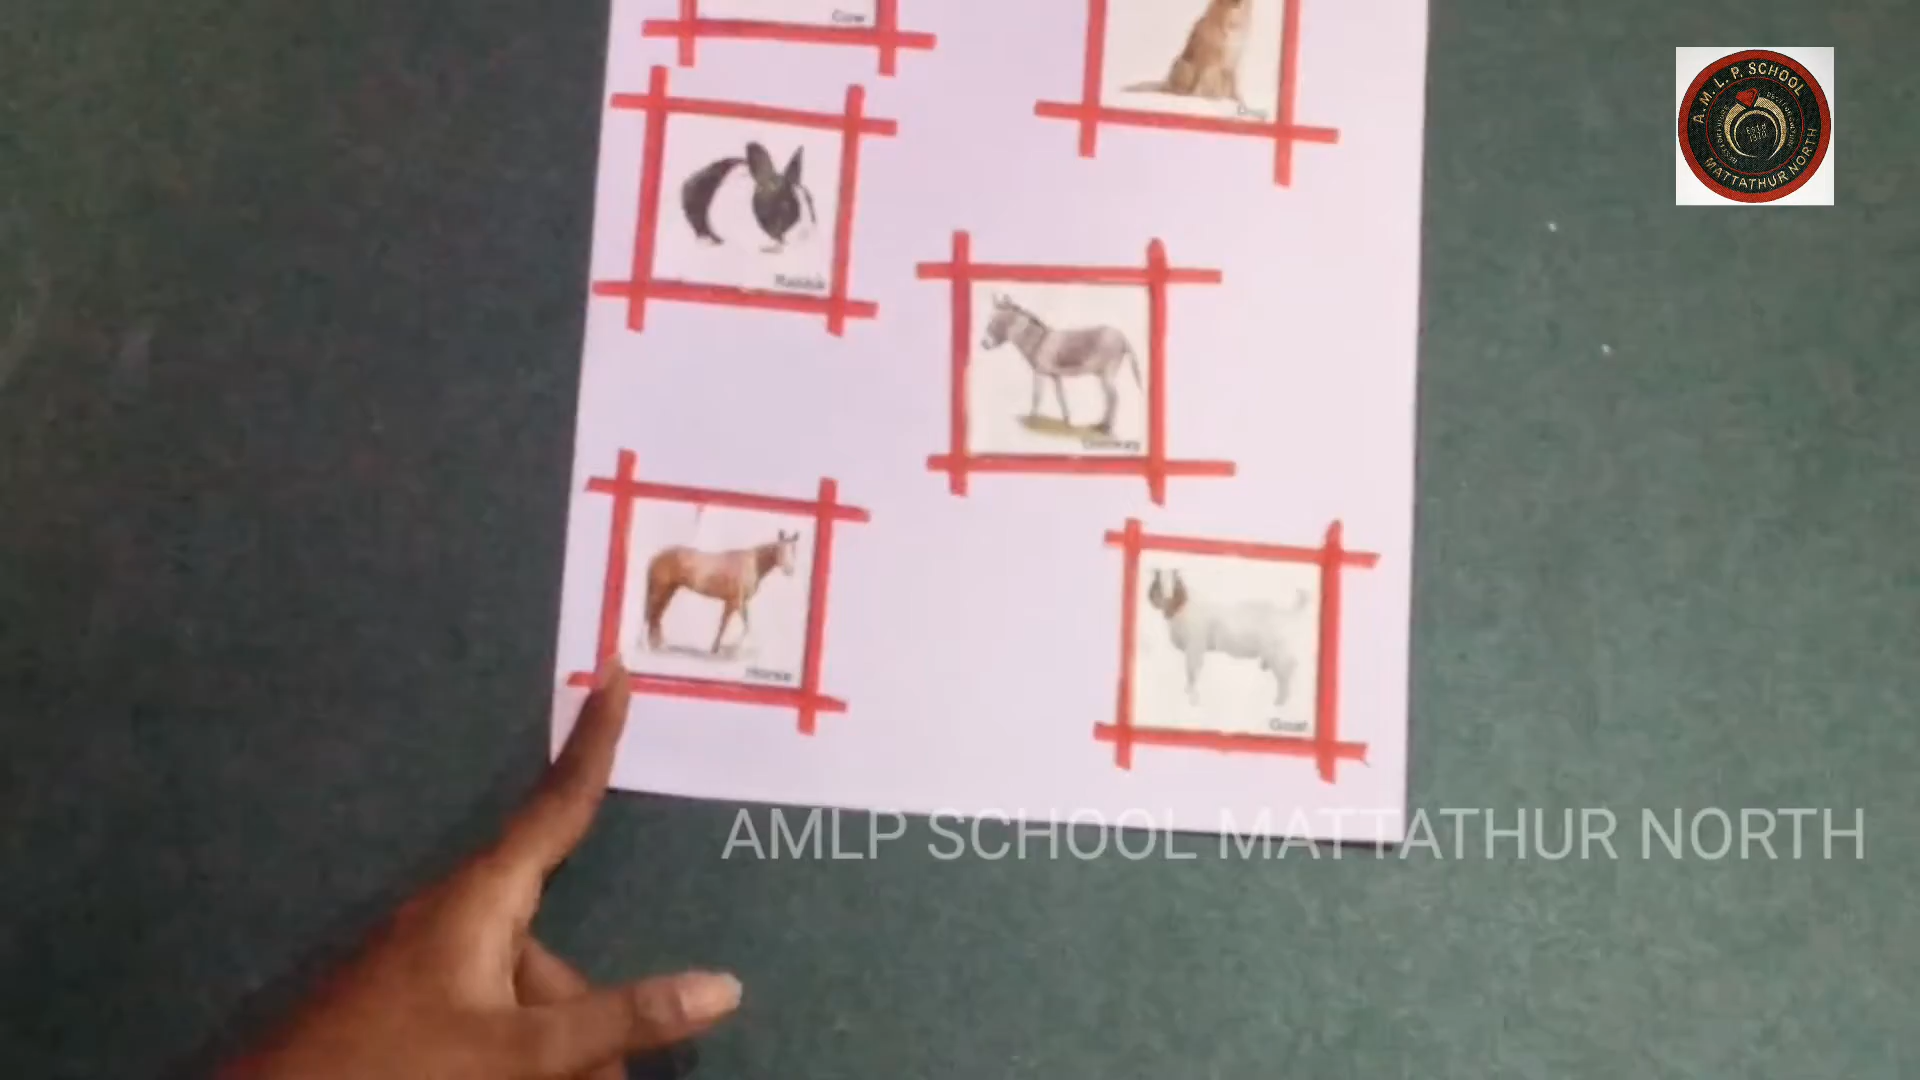 Cow
Dog
A. M. L. P. SCHOOL
MATTATHUR NORTH
Rabbit
Donkey
Horse
Goat
AMLP SCHOOL MATTATHUR NORTH